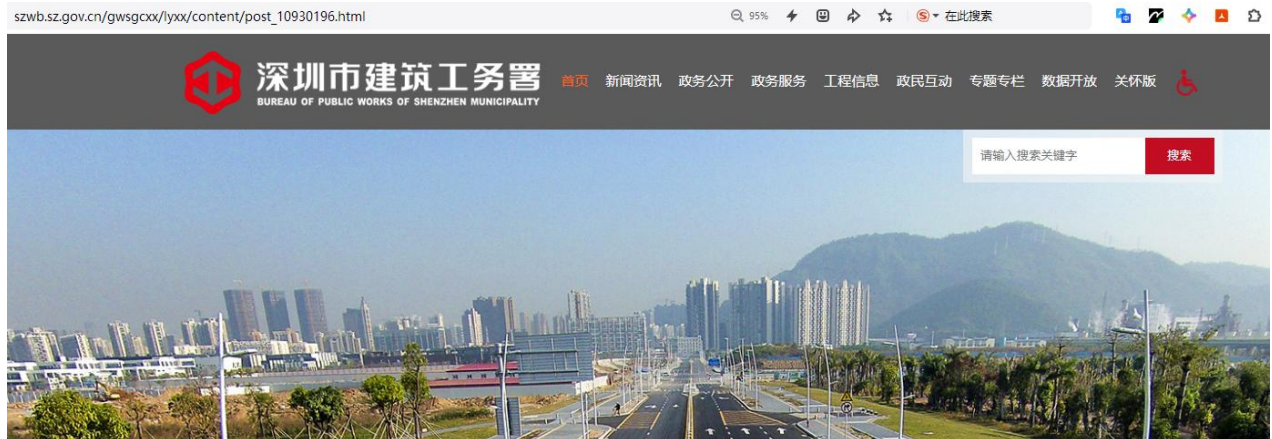 szwb.sz.gov.cn/gwsgcxx/lyxx/content/post_10930196.html 95% 在此搜索
深圳市建筑工务署
BUREAU OF PUBLIC WORKS OF SHENZHEN MUNICIPALITY
首页 新闻资讯 政务公开 政务服务 工程信息 政民互动 专题专栏 数据开放 关怀版
请输入搜索关键字 搜索